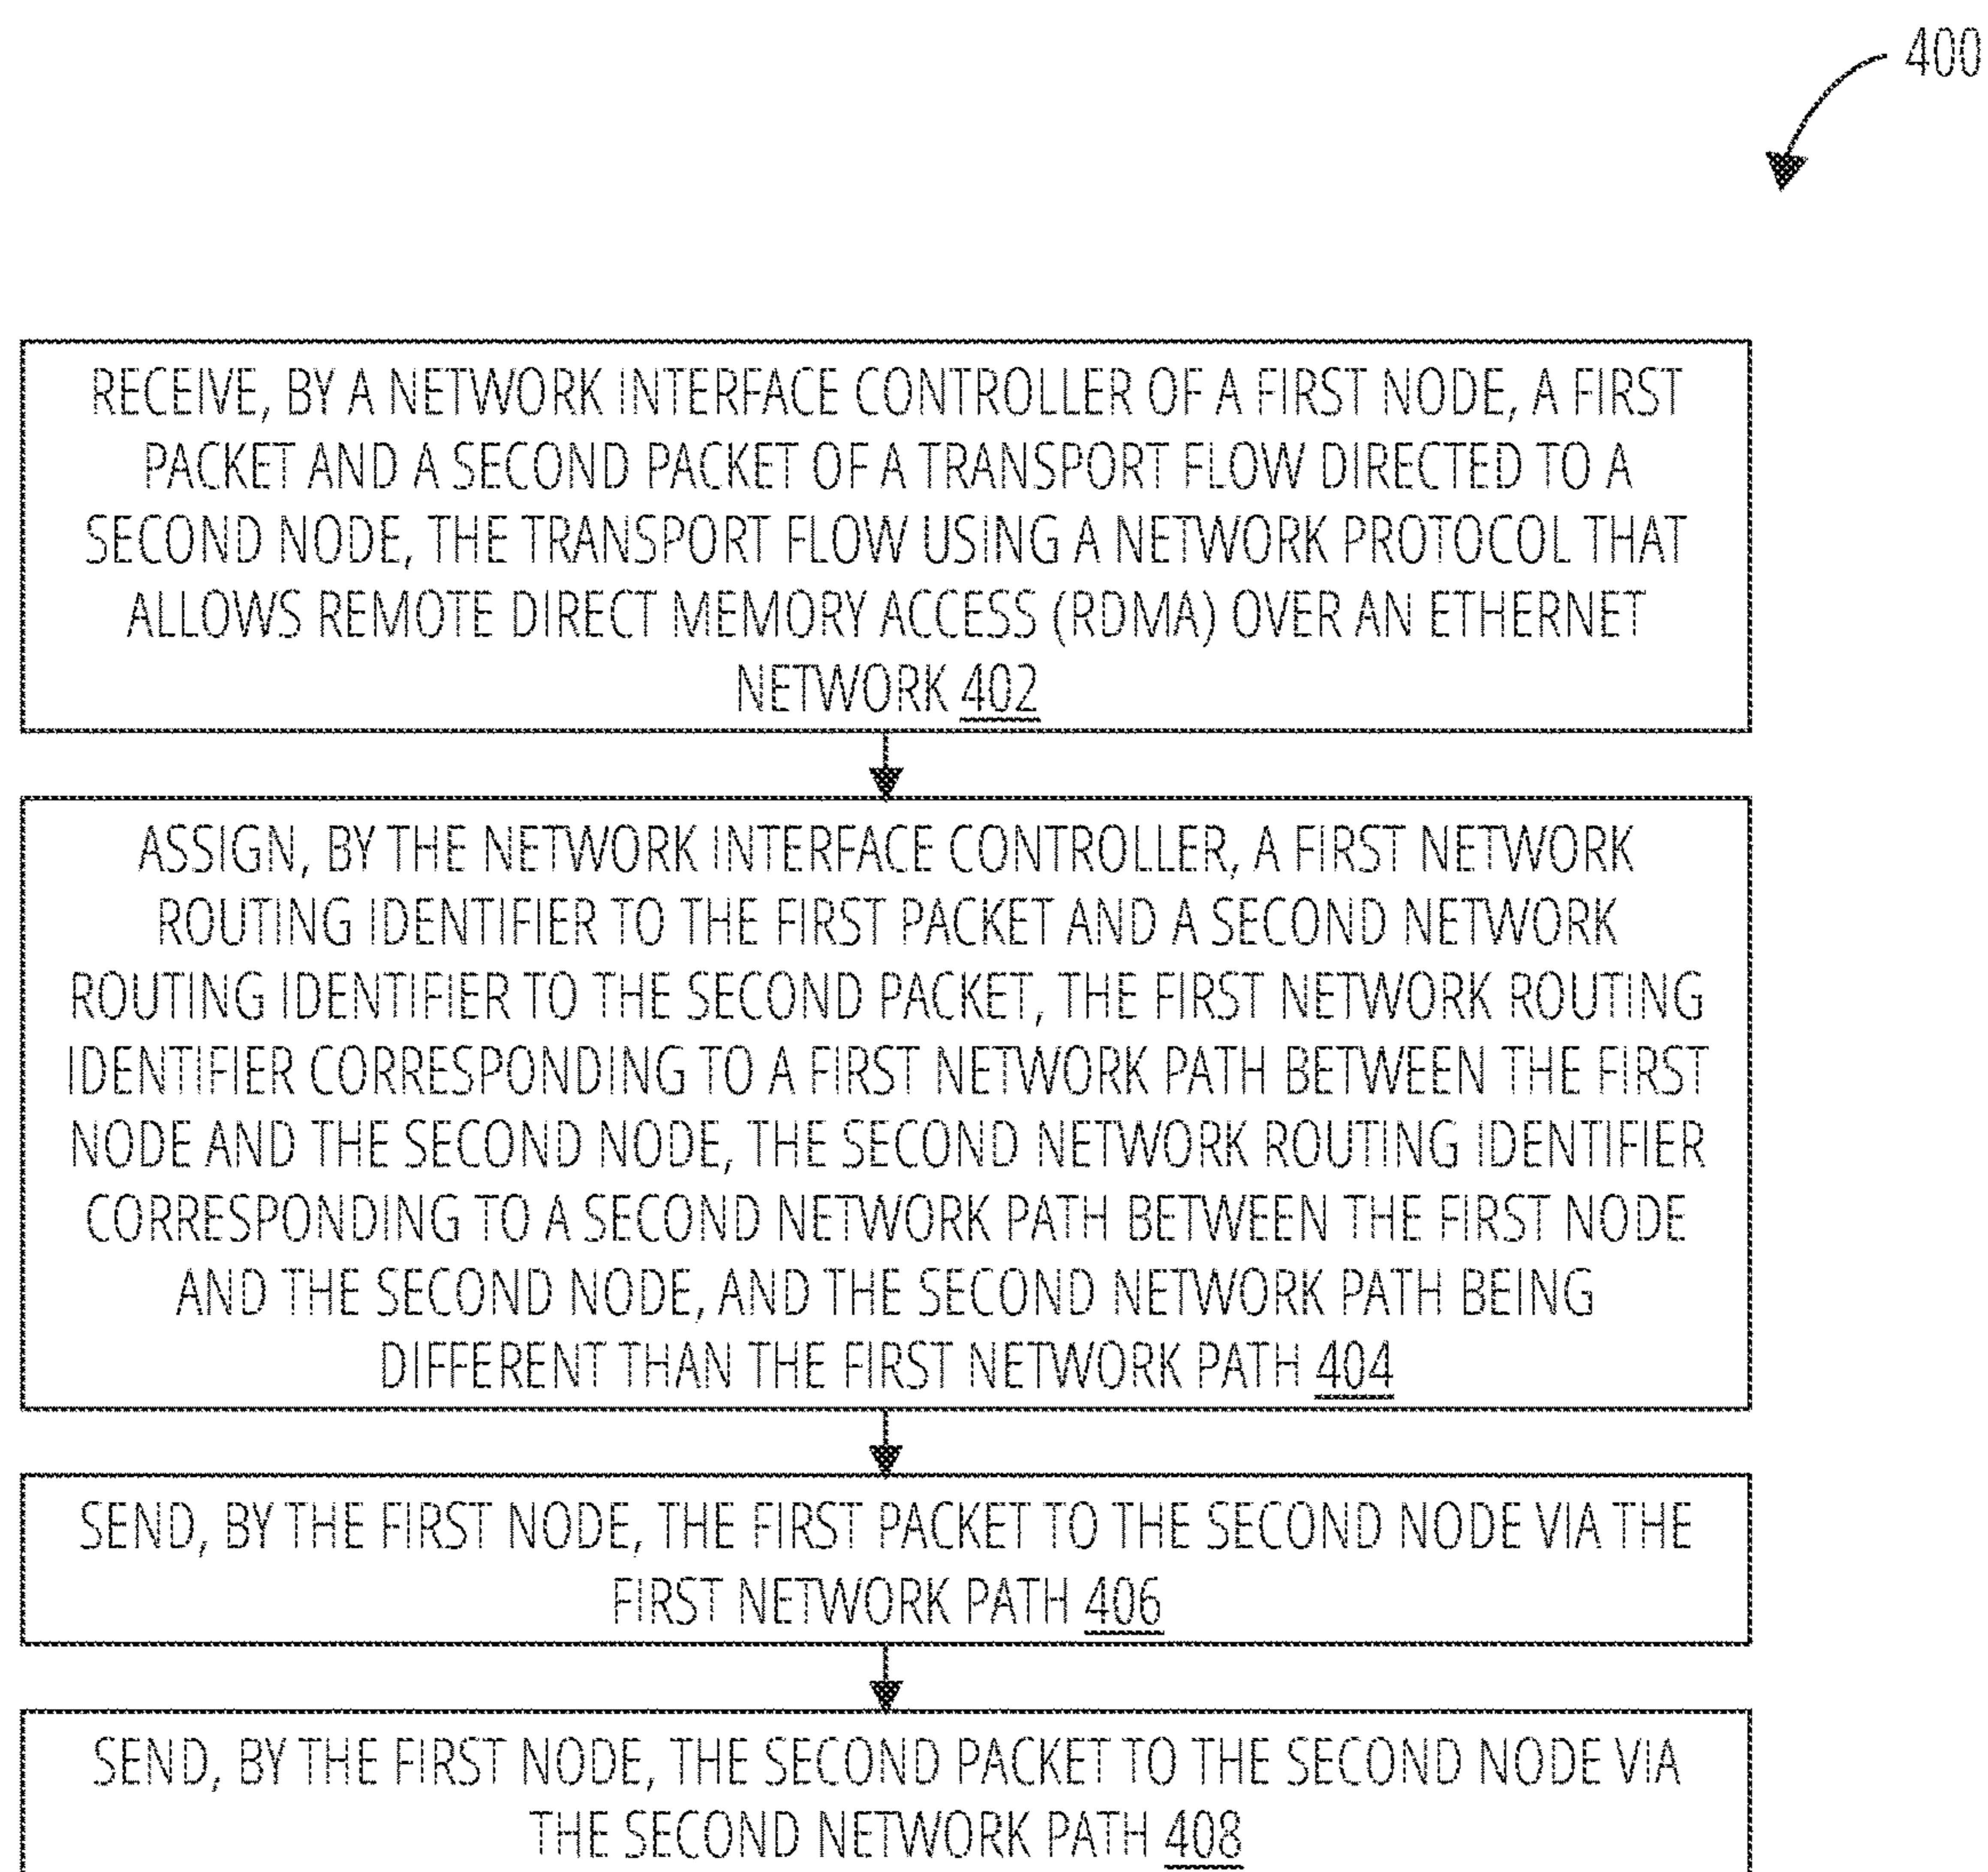 400
RECEIVE, BY A NETWORK INTERFACE CONTROLLER OF A FIRST NODE, A FIRST
PACKET AND A SECOND PACKET OF A TRANSPORT FLOW DIRECTED TO A
SECOND NODE, THE TRANSPORT FLOW USING A NETWORK PROTOCOL THAT
ALLOWS REMOTE DIRECT MEMORY ACCESS (RDMA) OVER AN ETHERNET
NETWORK 402
ASSIGN, BY THE NETWORK INTERFACE CONTROLLER, A FIRST NETWORK
ROUTING IDENTIFIER TO THE FIRST PACKET AND A SECOND NETWORK
ROUTING IDENTIFIER TO THE SECOND PACKET, THE FIRST NETWORK ROUTING
IDENTIFIER CORRESPONDING TO A FIRST NETWORK PATH BETWEEN THE FIRST
NODE AND THE SECOND NODE, THE SECOND NETWORK ROUTING IDENTIFIER
CORRESPONDING TO A SECOND NETWORK PATH BETWEEN THE FIRST NODE
AND THE SECOND NODE, AND THE SECOND NETWORK PATH BEING
DIFFERENT THAN THE FIRST NETWORK PATH 404
SEND, BY THE FIRST NODE, THE FIRST PACKET TO THE SECOND NODE VIA THE
FIRST NETWORK PATH 406
SEND, BY THE FIRST NODE, THE SECOND PACKET TO THE SECOND NODE VIA
THE SECOND NETWORK PATH 408